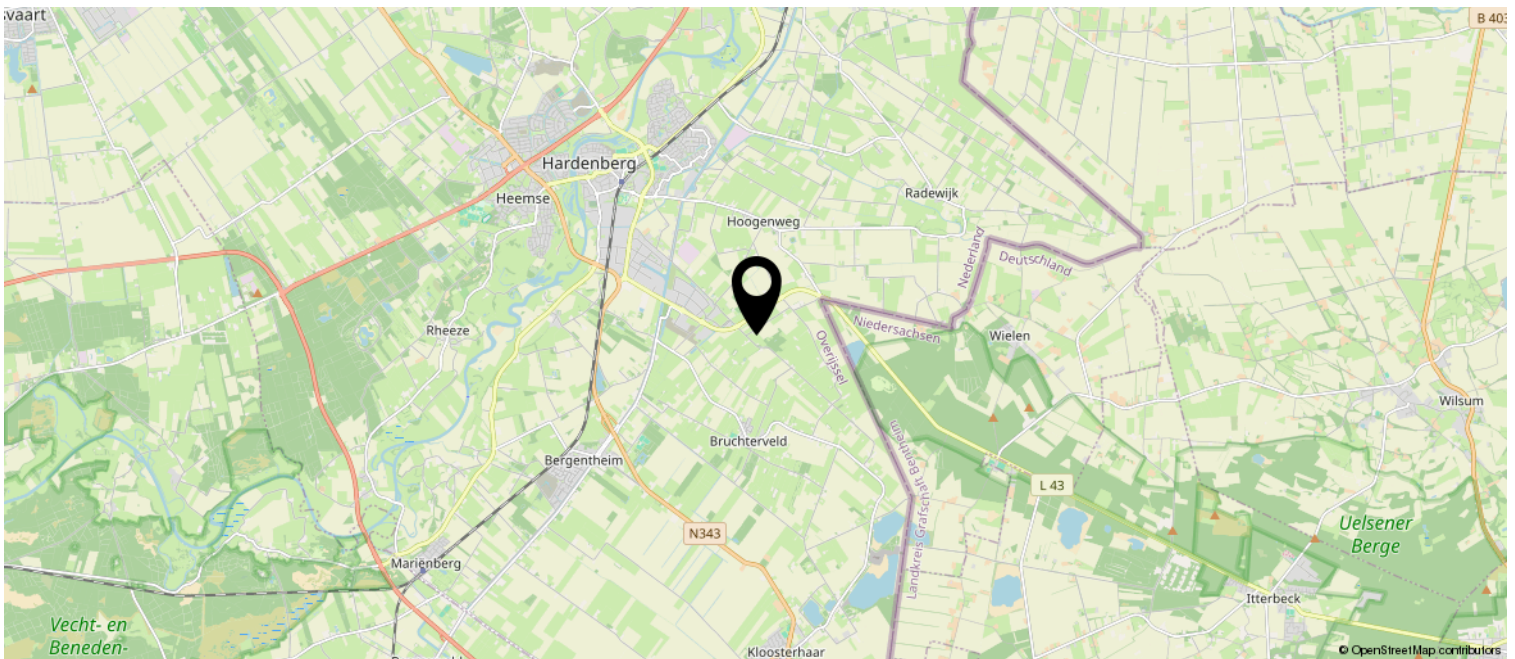 svaart
B 403
Hardenberg
Heemse
Radewijk
Hoogenweg
Nederland
Deutschland
Rheeze
Niedersachsen
Overijssel
Wielen
Wilsum
Bruchterveld
Landkreis Grafschaft Bentheim
Bergentheim
L 43
N343
Uelsener
Berge
Mariënberg
Itterbeck
Vecht- en
Beneden-
Kloosterhaar
© OpenStreetMap contributors